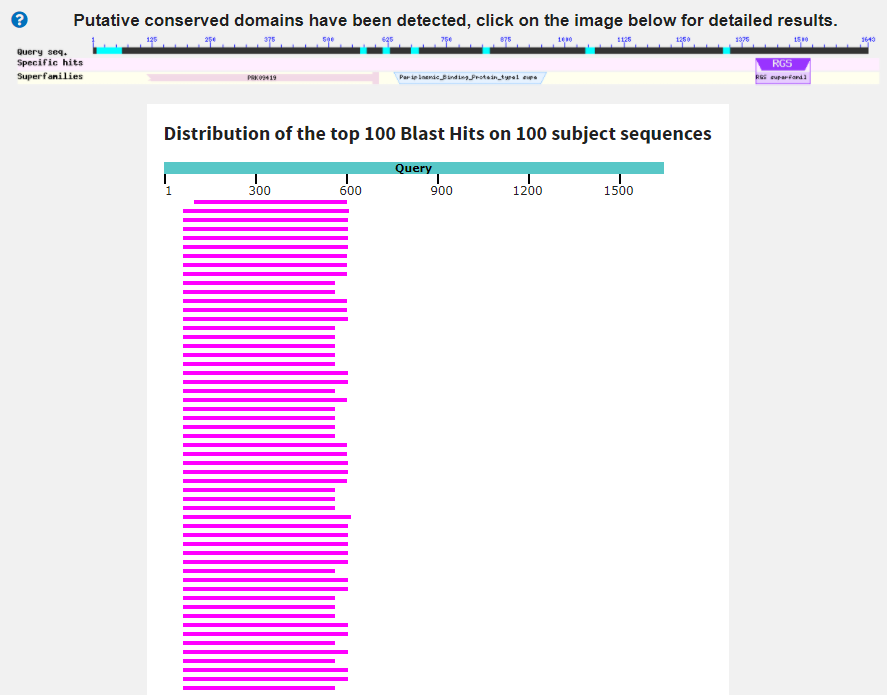 ? Putative conserved domains have been detected, click on the image below for detailed results.
1 125 250 375 500 625 750 875 1000 1125 1250 1375 1500 1640
Query seq.
Specific hits RGS
Superfamilies PRK09419 Periplasmic_Binding_Protein_type1 supe RGS superfamil
Distribution of the top 100 Blast Hits on 100 subject sequences
Query
1 300 600 900 1200 1500